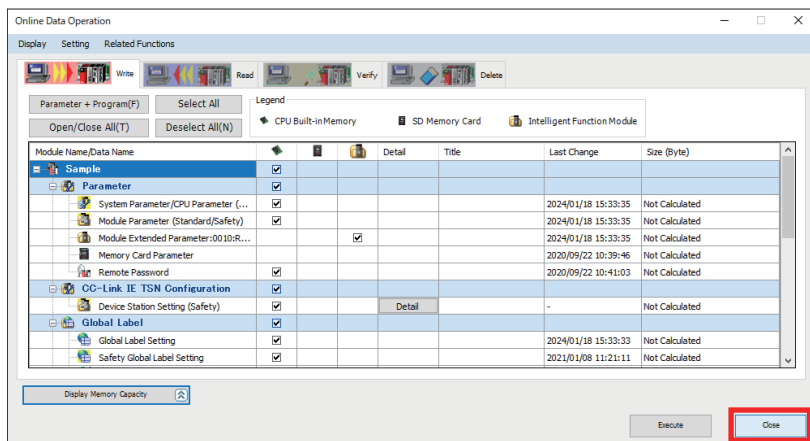 Online Data Operation
Display Setting Related Functions
Write Read Verify Delete
Parameter + Program(F) Select All Legend
Open/Close All(T) Deselect All(N) CPU Built-in Memory SD Memory Card Intelligent Function Module
Module Name/Data Name Detail Title Last Change Size (Byte)
Sample
Parameter
System Parameter/CPU Parameter (... 2024/01/18 15:33:35 Not Calculated
Module Parameter (Standard/Safety) 2024/01/18 15:33:35 Not Calculated
Module Extended Parameter:0010:R... 2024/01/18 15:33:35 Not Calculated
Memory Card Parameter 2020/09/22 10:39:46 Not Calculated
Remote Password 2020/09/22 10:41:03 Not Calculated
CC-Link IE TSN Configuration
Device Station Setting (Safety) Detail - Not Calculated
Global Label
Global Label Setting 2024/01/18 15:33:33 Not Calculated
Safety Global Label Setting 2021/01/08 11:21:11 Not Calculated
Display Memory Capacity
Execute Close